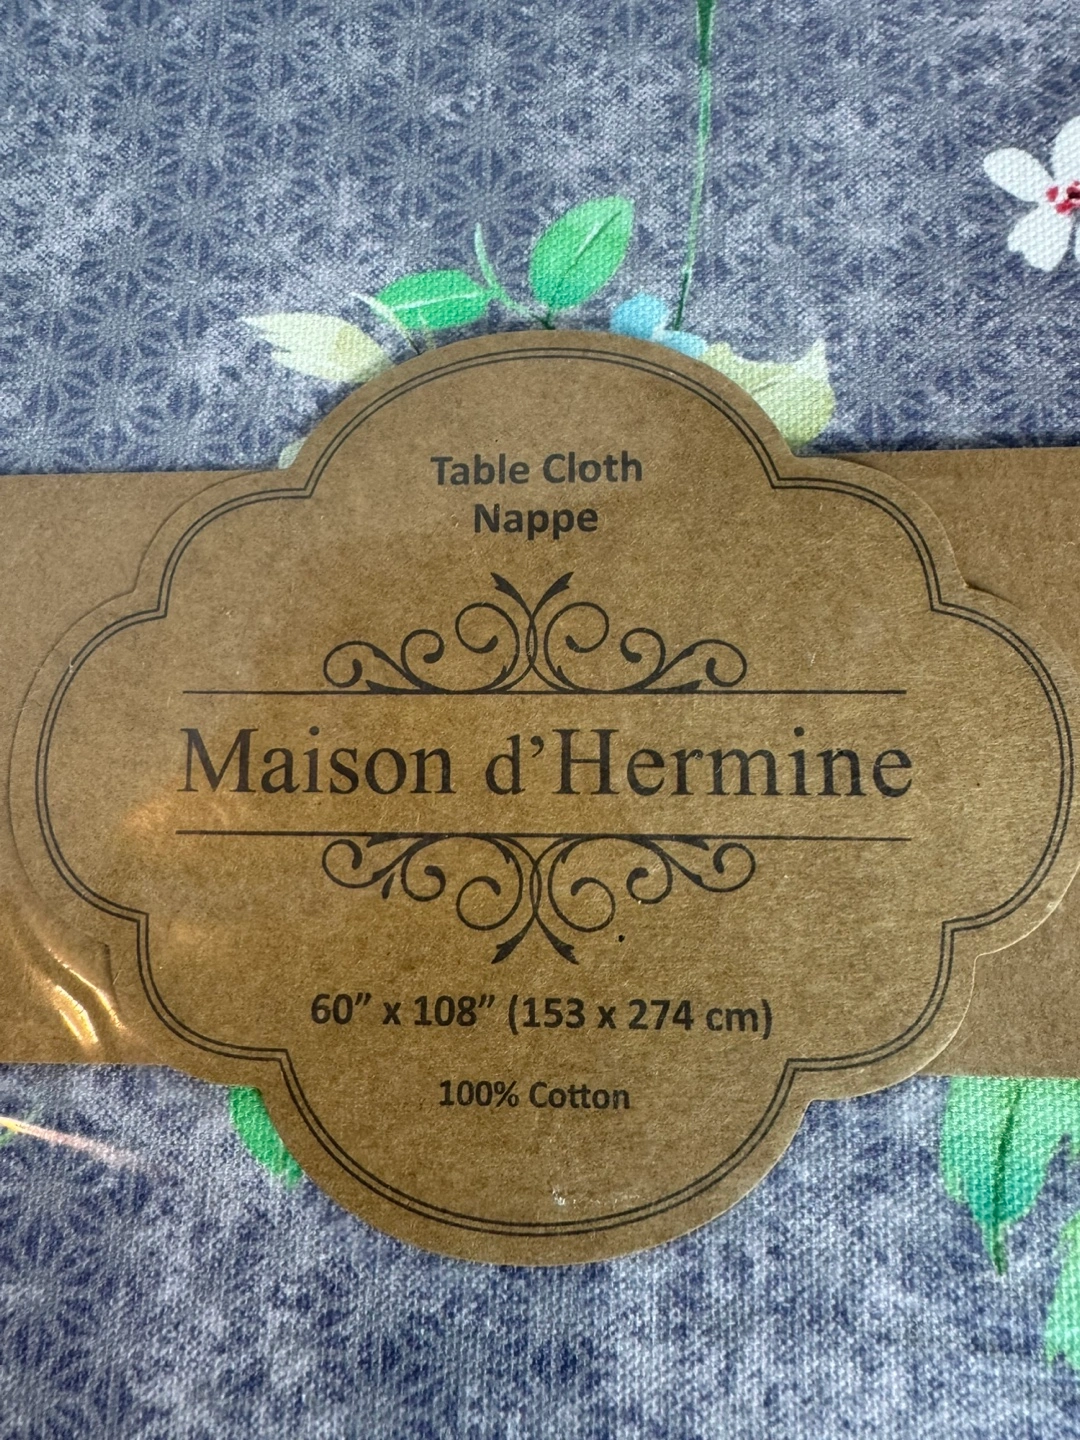 Table Cloth
Nappe
Maison d’Hermine
60” x 108” (153 x 274 cm)
100% Cotton